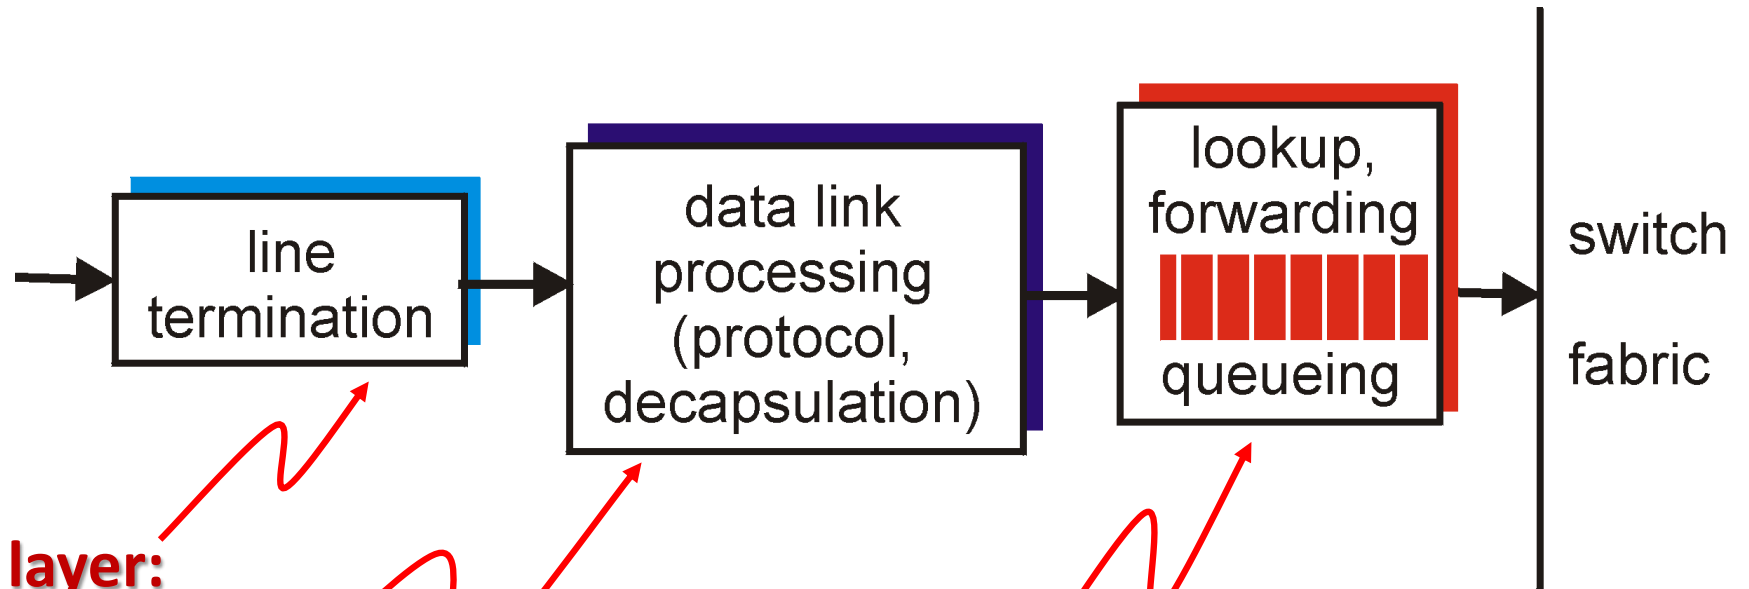 line
termination
data link
processing
(protocol,
decapsulation)
lookup,
forwarding
queueing
switch
fabric
layer: